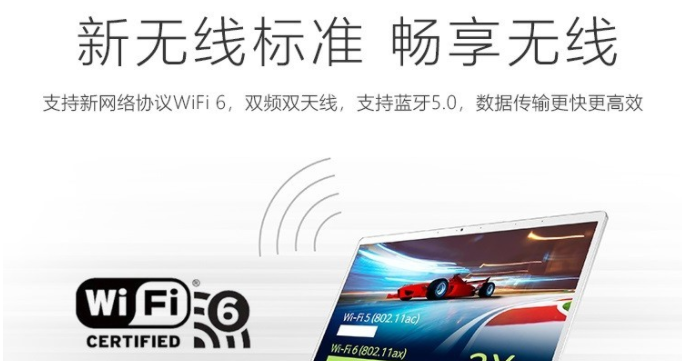 新无线标准 畅享无线
支持新网络协议WiFi 6，双频双天线，支持蓝牙5.0，数据传输更快更高效
Wi-Fi 5 (802.11ac)
Wi Fi 6
®
CERTIFIED
Wi-Fi 6 (802.11ax)